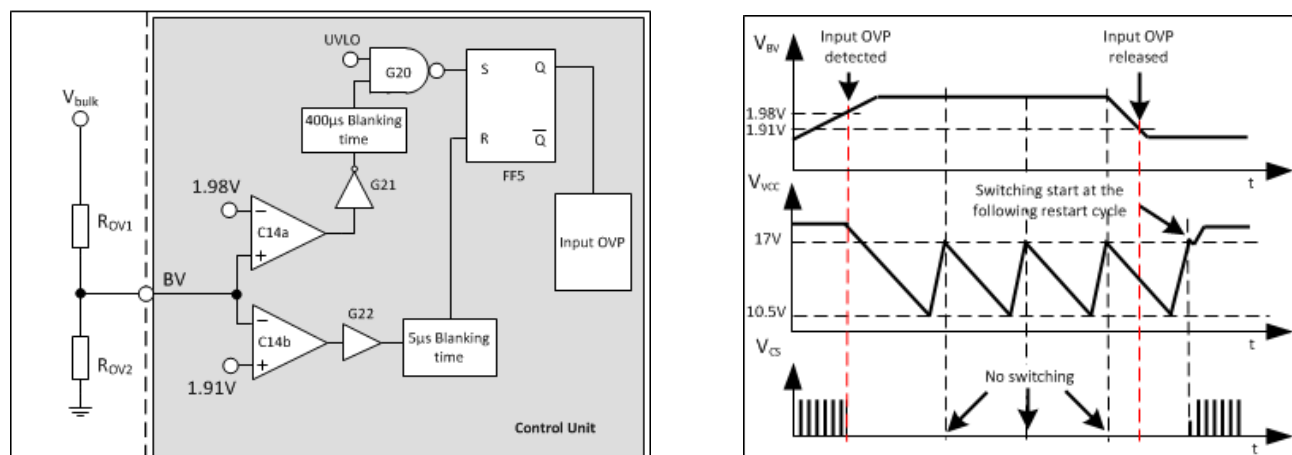 UVLO
G20
S
Q
R
Q
FF5
V_bulk
400µs Blanking
time
G21
1.98V
C14a
R_OV1
BV
Input OVP
G22
C14b
5µs Blanking
time
R_OV2
1.91V
Control Unit
V_BV
Input OVP
detected
Input OVP
released
1.98V
1.91V
t
V_VCC
Switching start at the
following restart cycle
17V
10.5V
t
V_CS
No switching
t